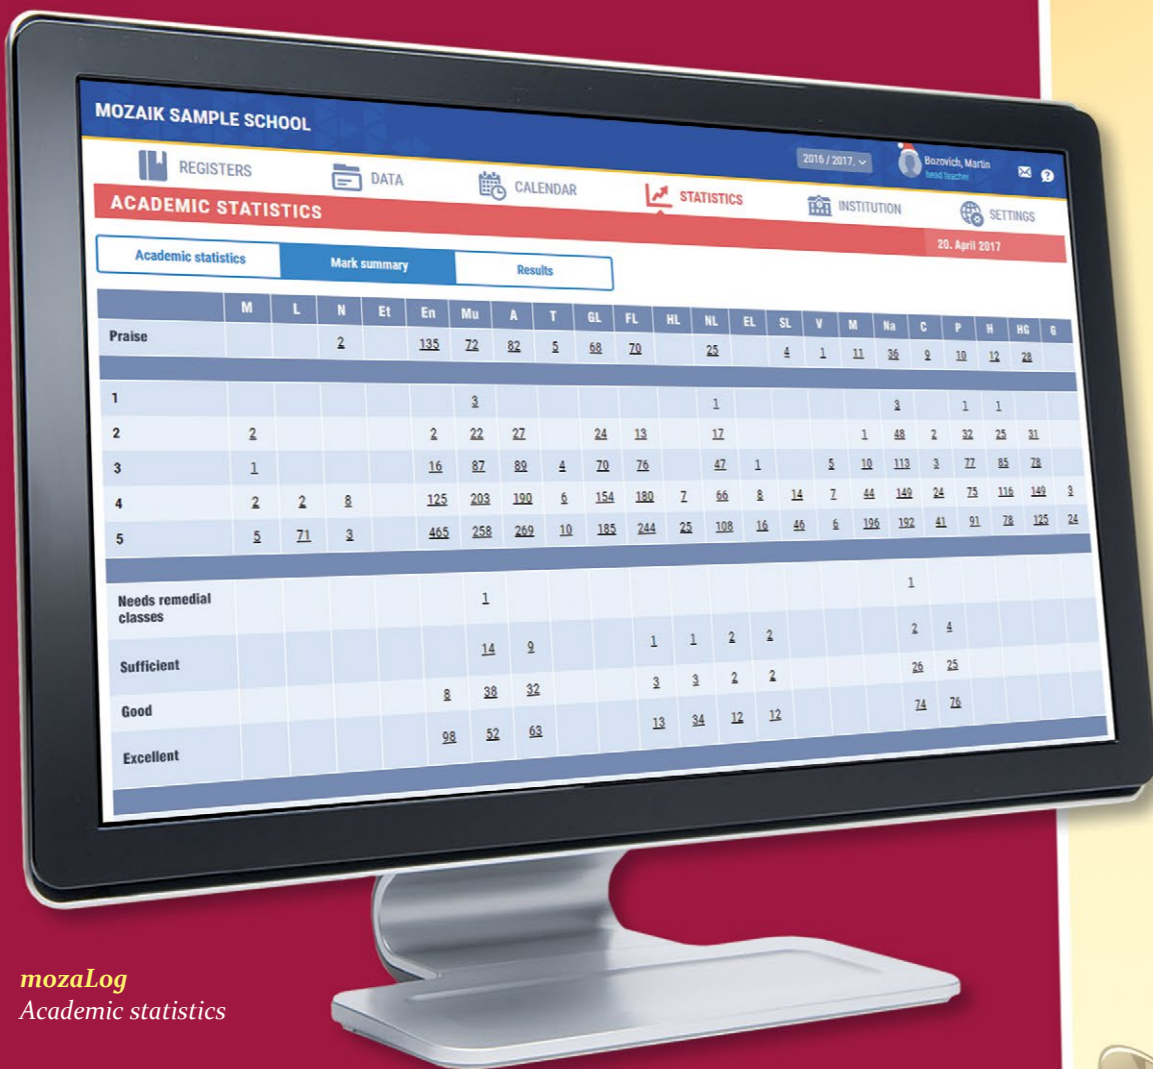 MOZAIK SAMPLE SCHOOL
2016 / 2017.
Bozovich, Martin
head teacher
REGISTERS DATA CALENDAR STATISTICS INSTITUTION SETTINGS
ACADEMIC STATISTICS
20. April 2017
Academic statistics Mark summary Results
M L N Et En Mu A T GL FL HL NL EL SL V M Na C P H HG G
Praise 2 135 72 82 5 68 70 25 4 1 11 36 9 10 12 28
1 3 1 3 1 1
2 2 2 22 27 24 13 17 1 48 2 32 25 31
3 1 16 87 89 4 70 76 47 1 5 10 113 3 77 85 78
4 2 2 8 125 203 190 6 154 180 7 66 8 14 7 44 149 24 75 116 149 3
5 5 71 3 465 258 269 10 185 244 25 108 16 46 6 196 192 41 91 78 125 24
Needs remedial
classes 1 1
Sufficient 14 9 1 1 2 2 2 4
Good 8 38 32 3 3 2 2 26 25
Excellent 98 52 63 13 34 12 12 74 76
mozaLog
Academic statistics